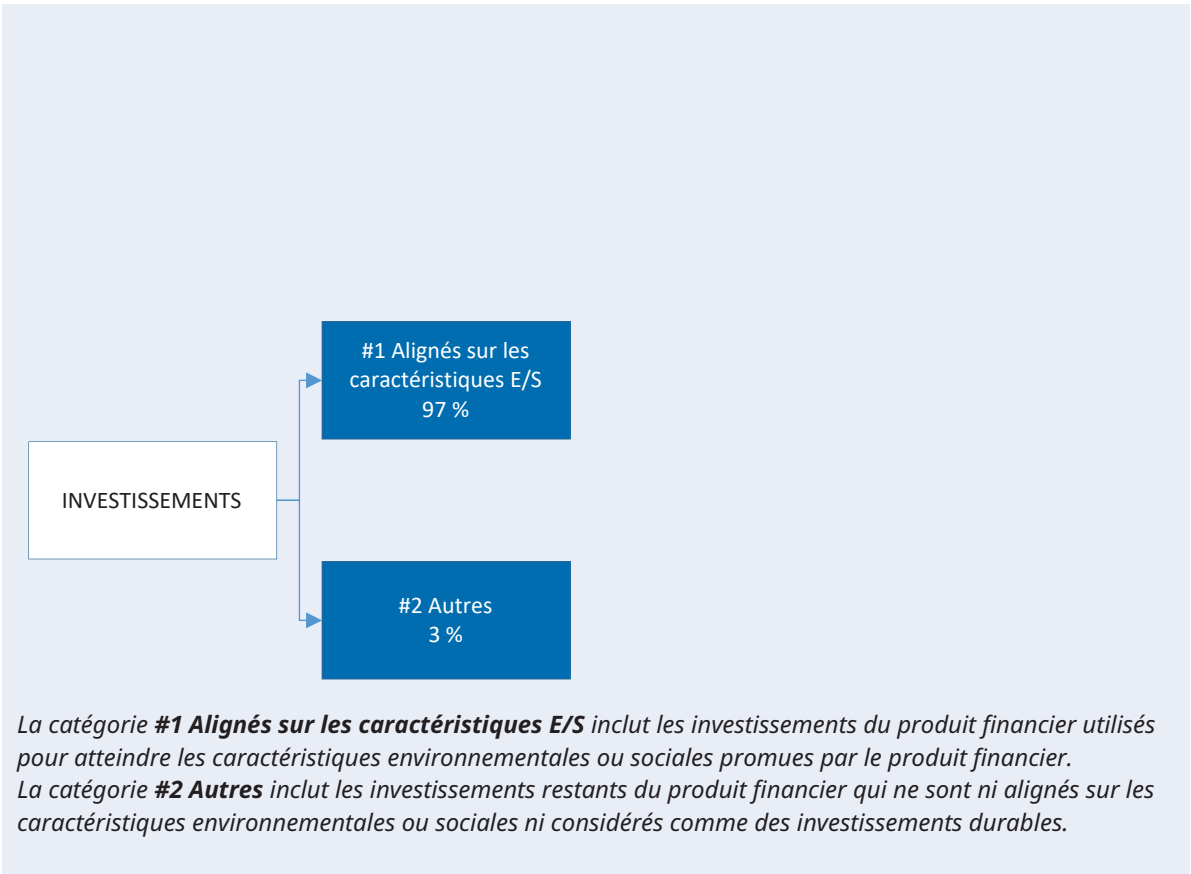 #1 Alignés sur les
caractéristiques E/S
97 %
INVESTISSEMENTS
#2 Autres
3 %
La catégorie #1 Alignés sur les caractéristiques E/S inclut les investissements du produit financier utilisés
pour atteindre les caractéristiques environnementales ou sociales promues par le produit financier.
La catégorie #2 Autres inclut les investissements restants du produit financier qui ne sont ni alignés sur les
caractéristiques environnementales ou sociales ni considérés comme des investissements durables.